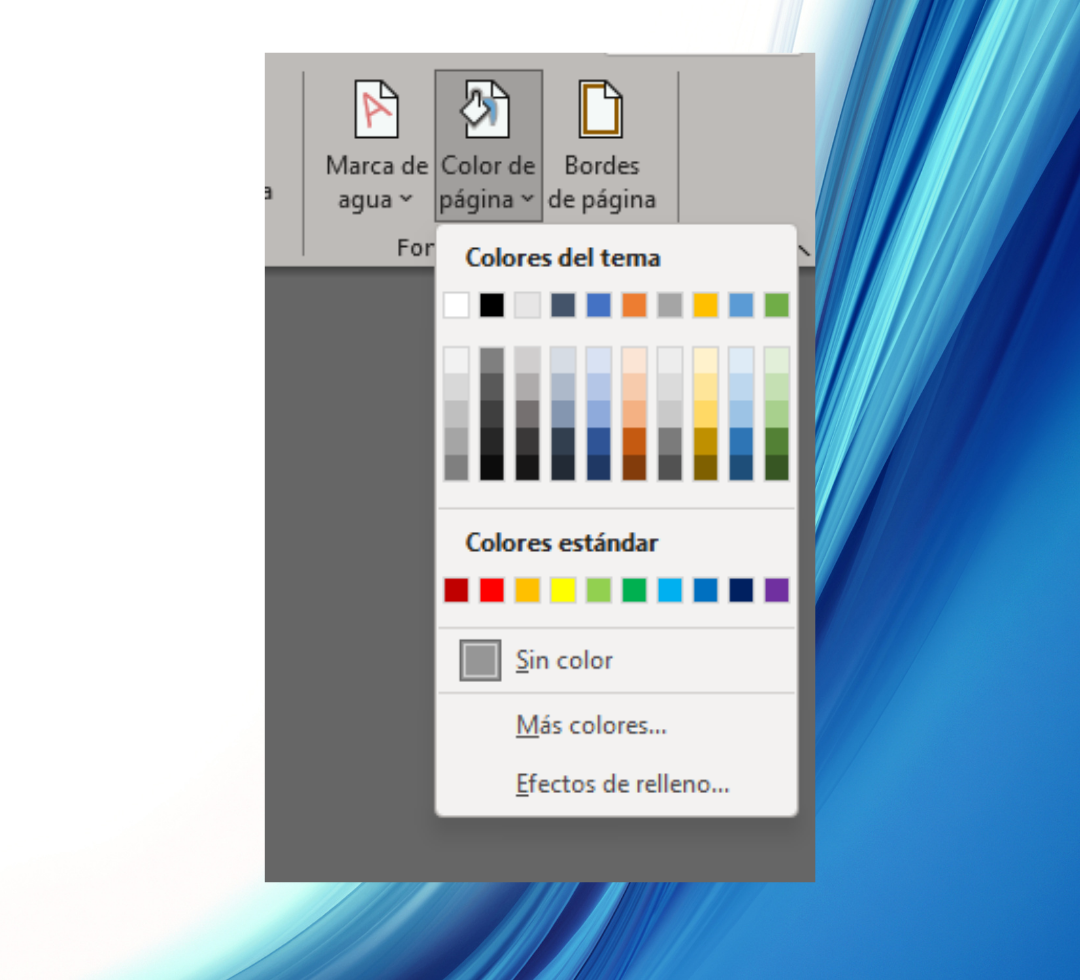 Marca de
agua
Color de
página
Bordes
de página
a
For
Colores del tema
Colores estándar
Sin color
Más colores...
Efectos de relleno...